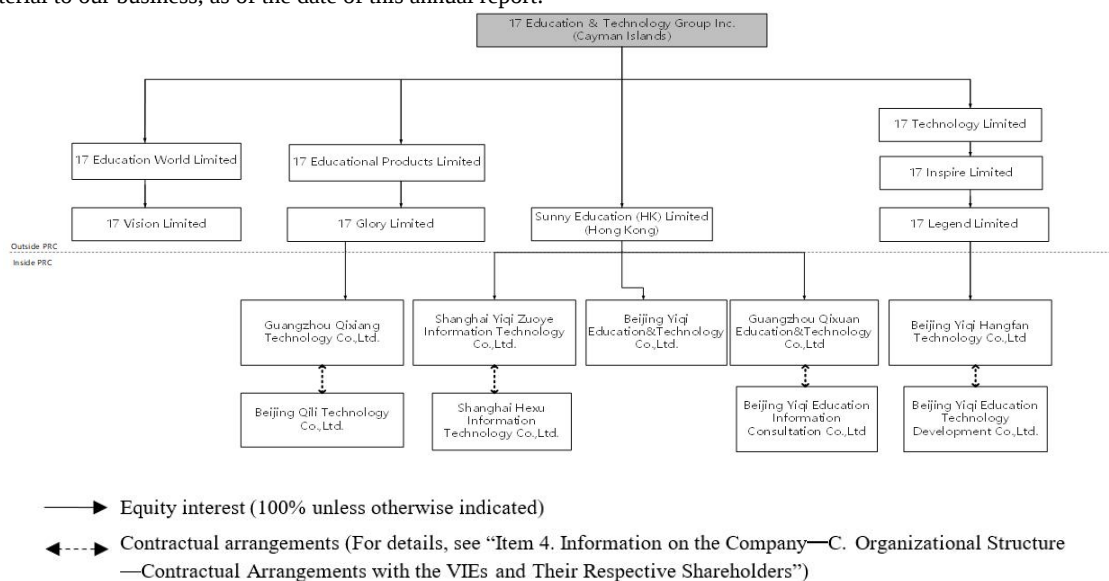 terial to our business, as of the date of this annual report.
17 Education & Technology Group Inc.
(Cayman Islands)
17 Technology Limited
17 Education World Limited
17 Educational Products Limited
17 Inspire Limited
17 Vision Limited
17 Glory Limited
Sunny Education (HK) Limited
(Hong Kong)
17 Legend Limited
Outside PRC
Inside PRC
Guangzhou Qixiang
Technology Co.,Ltd.
Shanghai Yiqi Zuoye
Information Technology
Co.,Ltd.
Beijing Yiqi
Education&Technology
Co.,Ltd.
Guangzhou Qixuan
Education&Technology
Co.,Ltd
Beijing Yiqi Hangfan
Technology Co.,Ltd
Beijing Qili Technology
Co.,Ltd.
Shanghai Hexu
Information
Technology Co.,Ltd.
Beijing Yiqi Education
Information
Consultation Co.,Ltd
Beijing Yiqi Education
Technology
Development Co.,Ltd.
Equity interest (100% unless otherwise indicated)
Contractual arrangements (For details, see “Item 4. Information on the Company—C. Organizational Structure
—Contractual Arrangements with the VIEs and Their Respective Shareholders”)